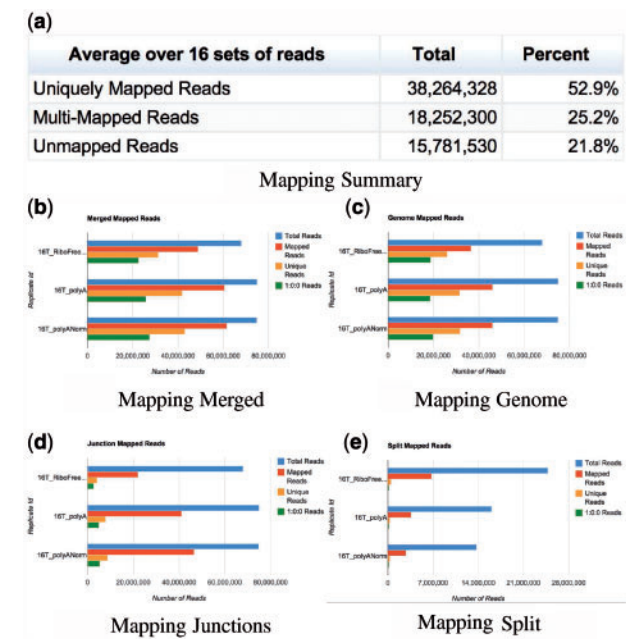 (a)
Average over 16 sets of reads Total Percent
Uniquely Mapped Reads 38,264,328 52.9%
Multi-Mapped Reads 18,252,300 25.2%
Unmapped Reads 15,781,530 21.8%
Mapping Summary
(b)
Merged Mapped Reads
16T_RiboFree...
16T_polyA
16T_polyANorm
Replicate Id
0 20,000,000 40,000,000 60,000,000 80,000,000
Number of Reads
Total Reads
Mapped
Reads
Unique
Reads
1:0:0 Reads
Mapping Merged
(c)
Genome Mapped Reads
16T_RiboFree...
16T_polyA
16T_polyANorm
Replicate Id
0 20,000,000 40,000,000 60,000,000 80,000,000
Number of Reads
Total Reads
Mapped
Reads
Unique
Reads
1:0:0 Reads
Mapping Genome
(d)
Junction Mapped Reads
16T_RiboFree...
16T_polyA
16T_polyANorm
Replicate Id
0 20,000,000 40,000,000 60,000,000 80,000,000
Number of Reads
Total Reads
Mapped
Reads
Unique
Reads
1:0:0 Reads
Mapping Junctions
(e)
Split Mapped Reads
16T_RiboFree...
16T_polyA
16T_polyANorm
Replicate Id
0 7,000,000 14,000,000 21,000,000 28,000,000
Number of Reads
Total Reads
Mapped
Reads
Unique
Reads
1:0:0 Reads
Mapping Split